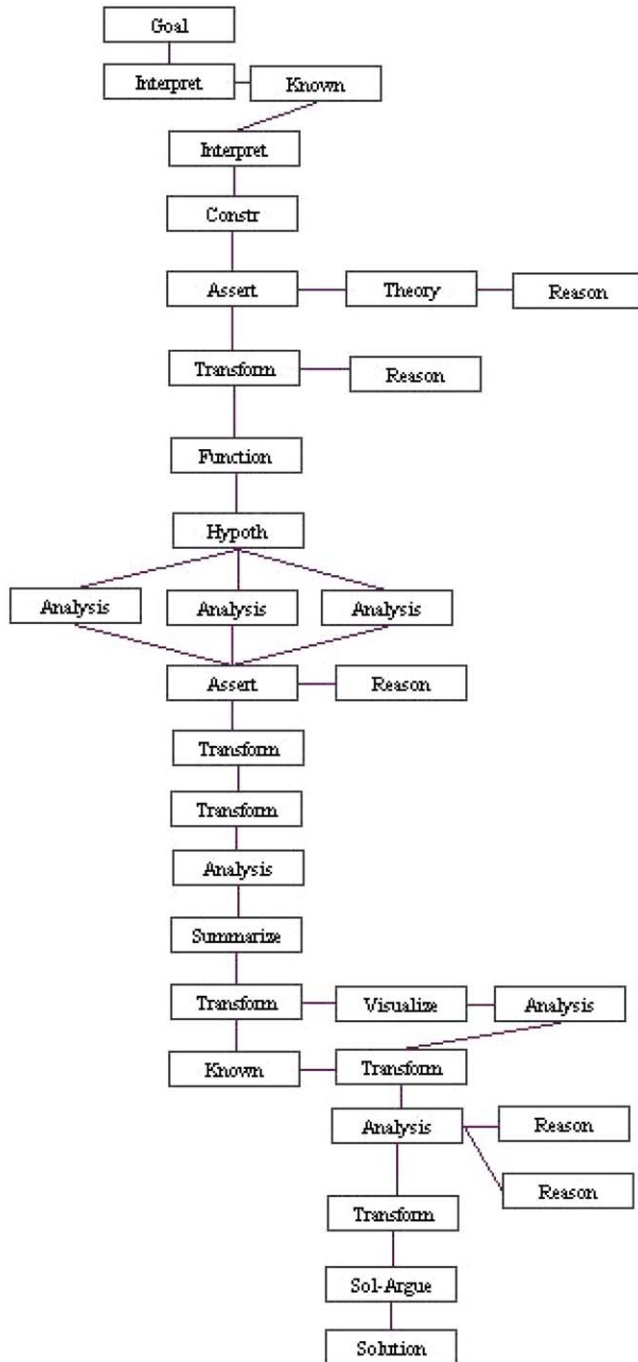 Goal
Interpret
Known
Interpret
Constr
Assert
Theory
Reason
Transform
Reason
Function
Hypoth
Analysis
Analysis
Analysis
Assert
Reason
Transform
Transform
Analysis
Summarize
Transform
Visualize
Analysis
Known
Transform
Analysis
Reason
Reason
Transform
Sol-Argue
Solution